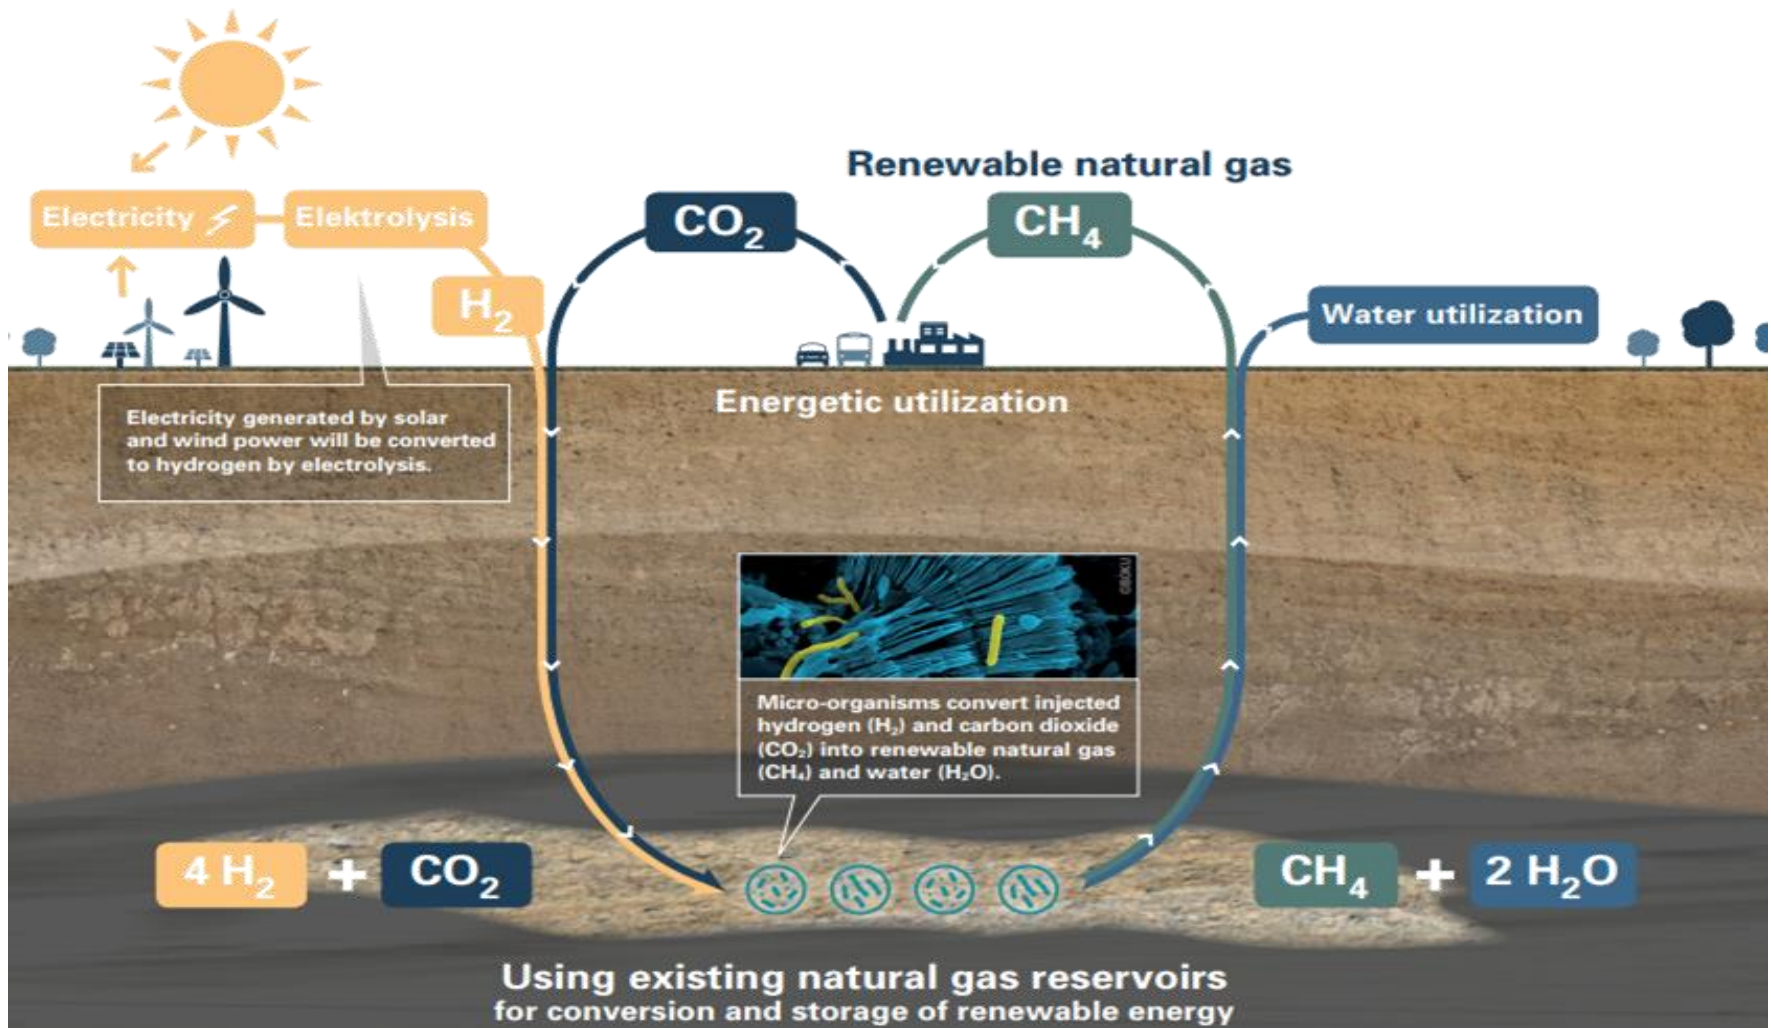 Renewable natural gas
Electricity
Elektrolysis
CO₂
CH₄
H₂
Water utilization
Energetic utilization
Electricity generated by solar
and wind power will be converted
to hydrogen by electrolysis.
©BOKU
Micro-organisms convert injected
hydrogen (H₂) and carbon dioxide
(CO₂) into renewable natural gas
(CH₄) and water (H₂O).
4 H₂ + CO₂
CH₄ + 2 H₂O
Using existing natural gas reservoirs
for conversion and storage of renewable energy